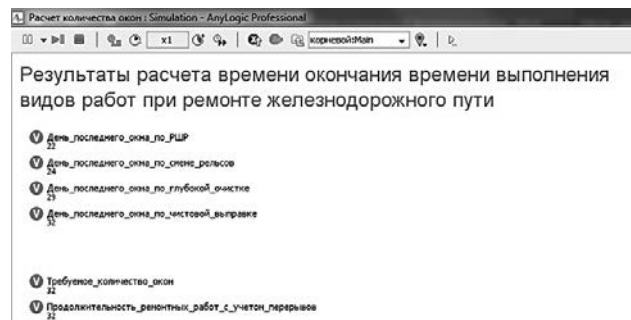 Расчет количества окон : Simulation - AnyLogic Professional
x1 корневой:Main
Результаты расчета времени окончания времени выполнения
видов работ при ремонте железнодорожного пути
День_последнего_окна_по_РШР
22
День_последнего_окна_по_смене_рельсов
24
День_последнего_окна_по_глубокой_очистке
29
День_последнего_окна_по_чистовой_выправке
32
Требуемое_количество_окон
32
Продолжительность_ремонтных_работ_с_учетом_перерывов
32